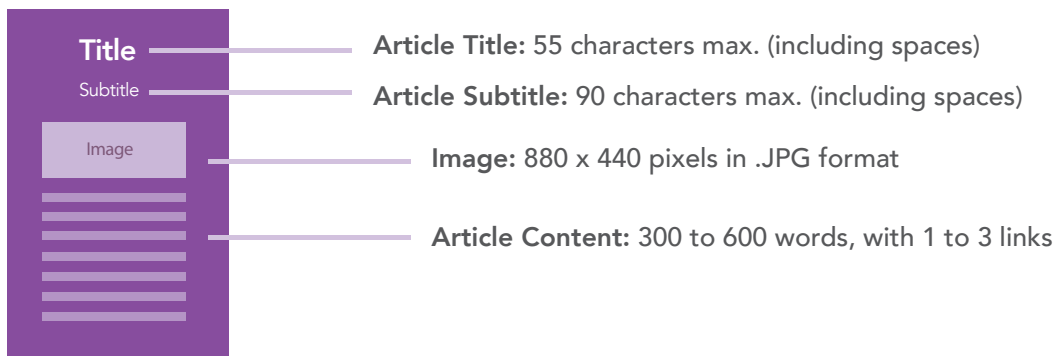 Title
Article Title: 55 characters max. (including spaces)
Subtitle
Article Subtitle: 90 characters max. (including spaces)
Image
Image: 880 x 440 pixels in .JPG format
Article Content: 300 to 600 words, with 1 to 3 links